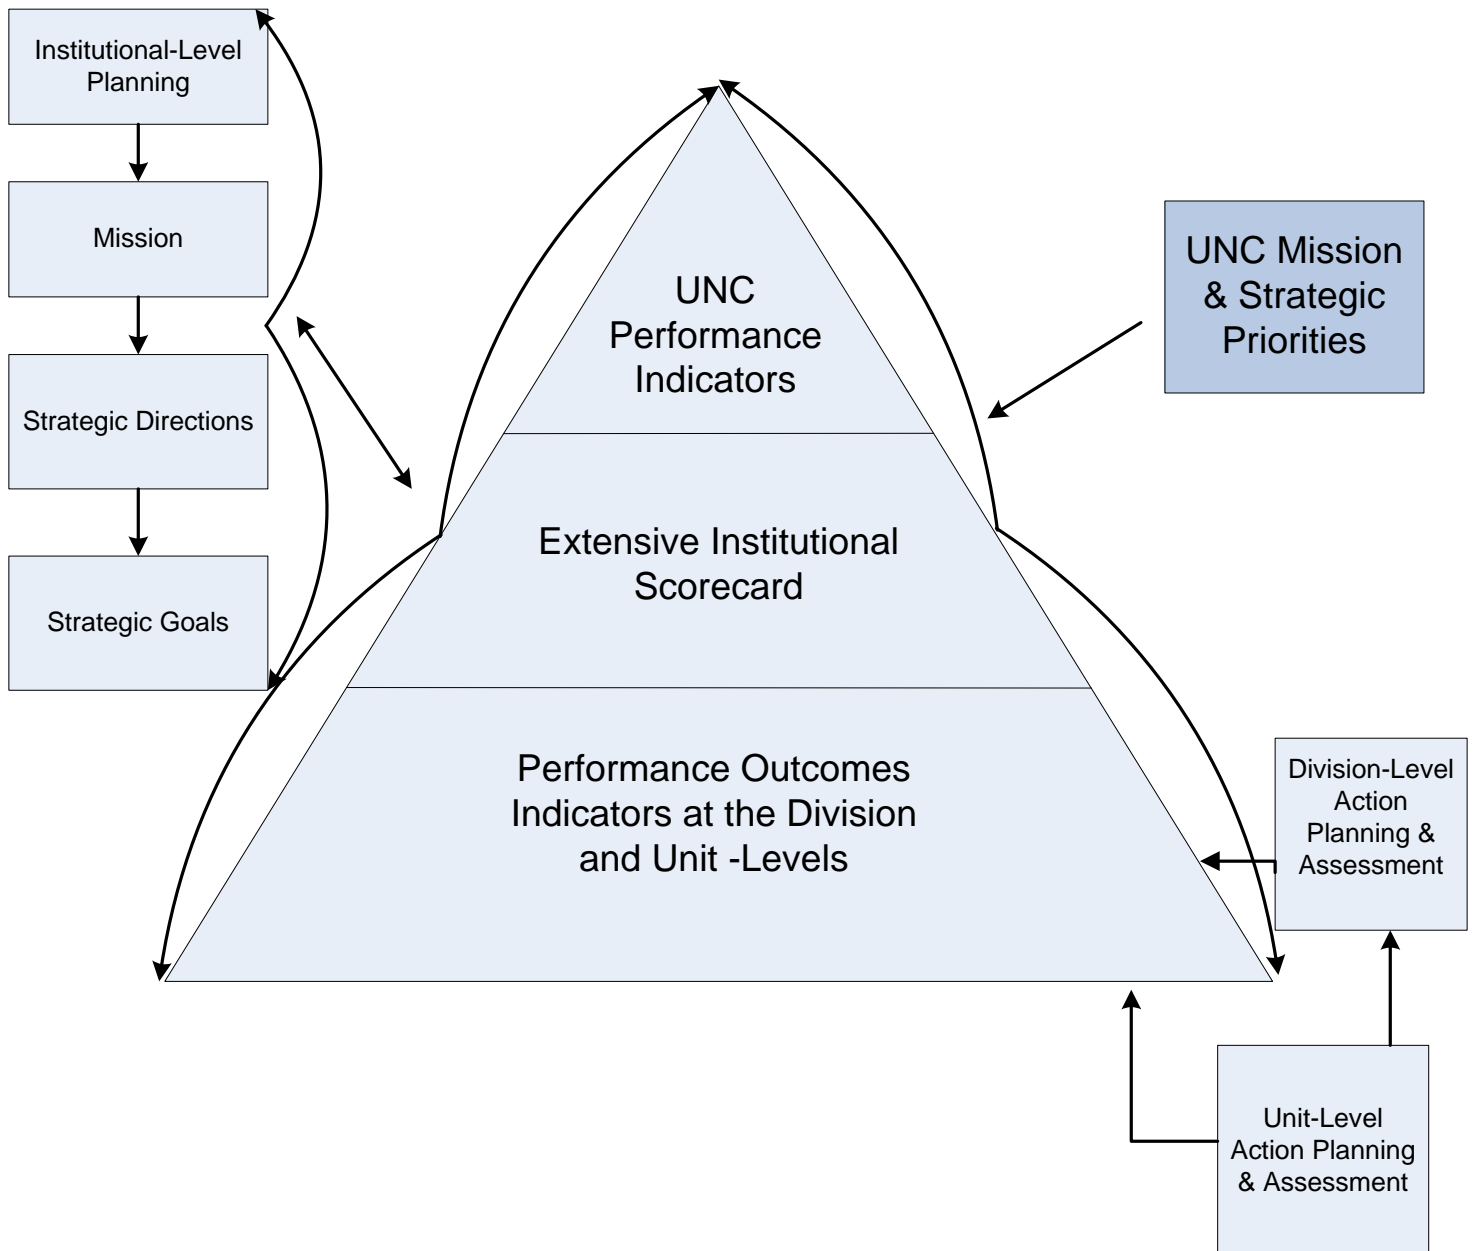 Institutional-Level
Planning
Mission
Strategic Directions
Strategic Goals
UNC
Performance
Indicators
Extensive Institutional
Scorecard
Performance Outcomes
Indicators at the Division
and Unit -Levels
UNC Mission
& Strategic
Priorities
Division-Level
Action
Planning &
Assessment
Unit-Level
Action Planning
& Assessment